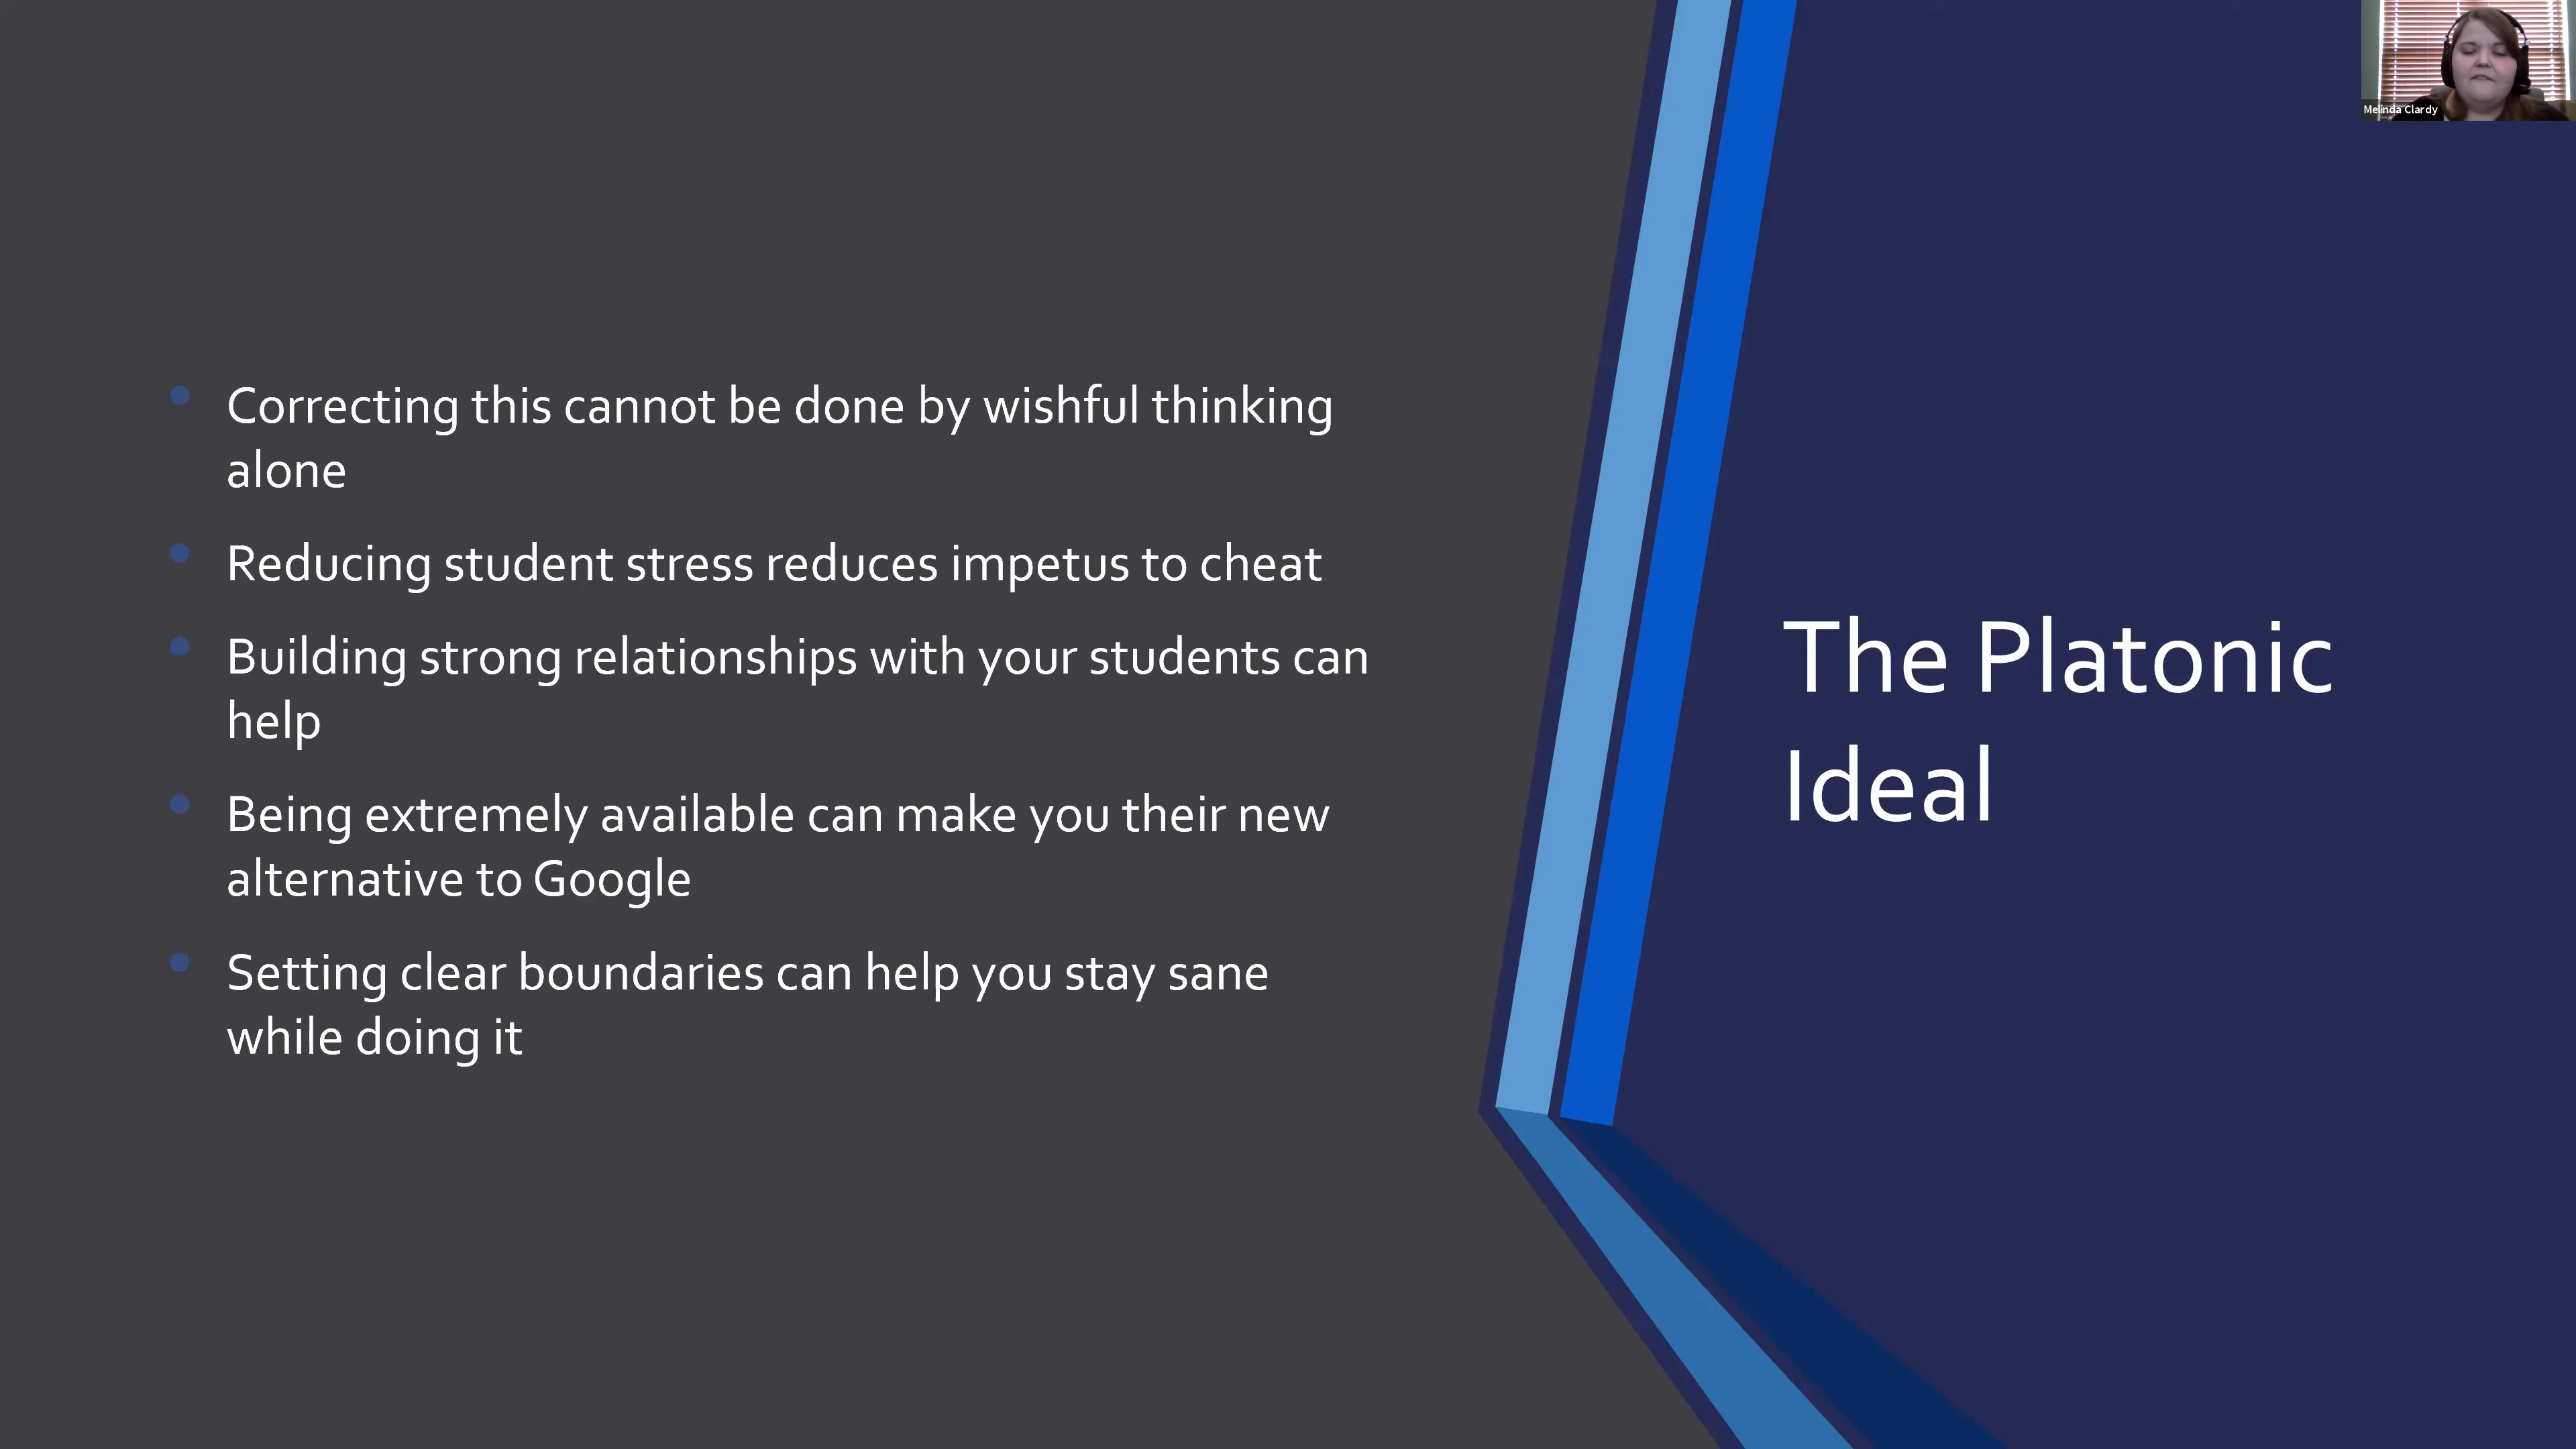 Correcting this cannot be done by wishful thinking
alone
Reducing student stress reduces impetus to cheat
Building strong relationships with your students can
help
Being extremely available can make you their new
alternative to Google
Setting clear boundaries can help you stay sane
while doing it
The Platonic
Ideal
Melinda Clardy